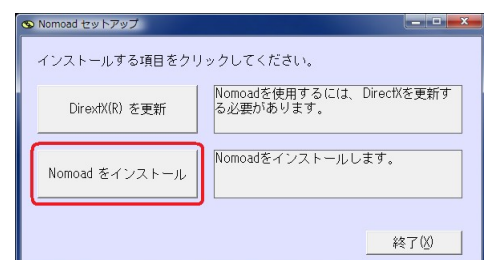 Nomoad セットアップ
インストールする項目をクリックしてください。
DirextX(R) を更新
Nomoadを使用するには、DirectXを更新す
る必要があります。
Nomoad をインストール
Nomoadをインストールします。
終了(X)